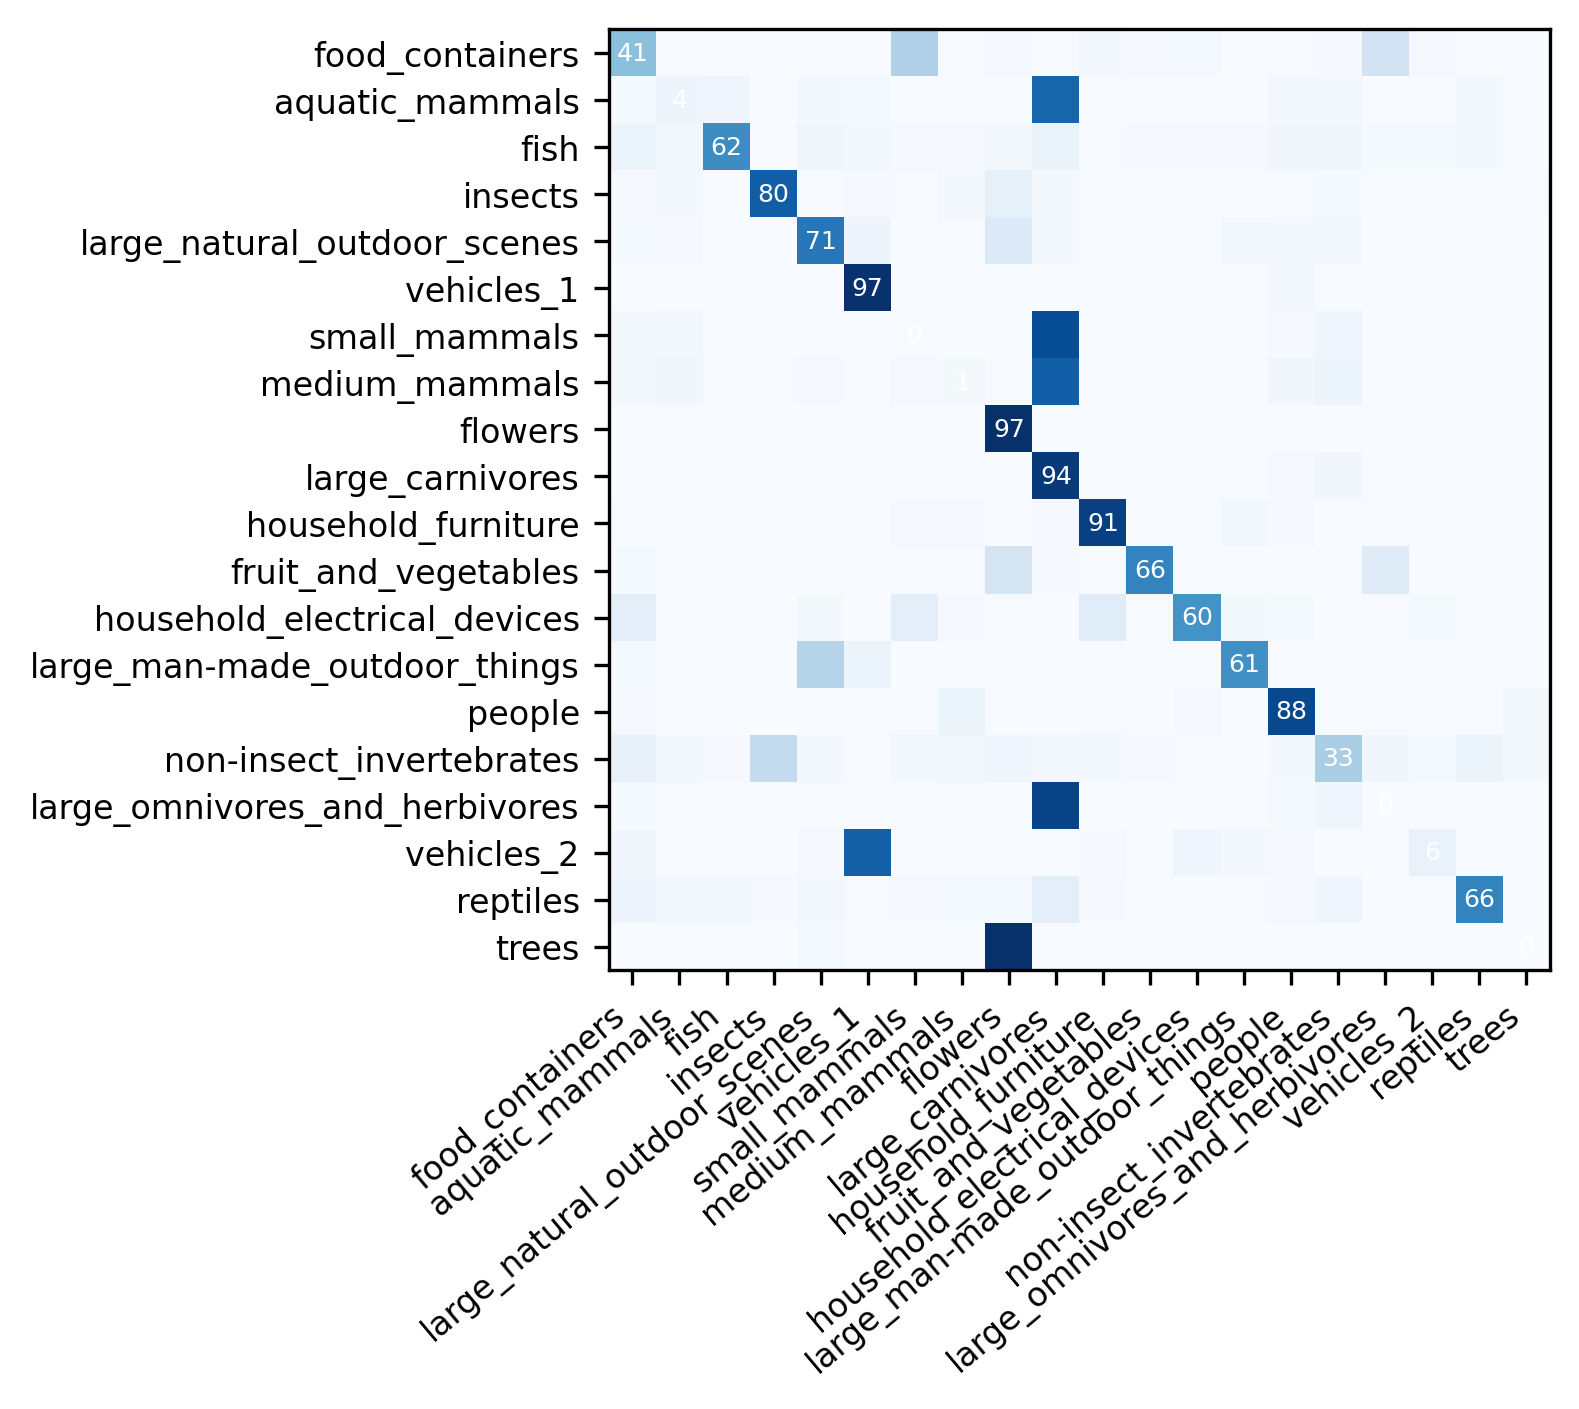 food_containers 41
aquatic_mammals 4
fish 62
insects 80
large_natural_outdoor_scenes 71
vehicles_1 97
small_mammals 0
medium_mammals 1
flowers 97
large_carnivores 94
household_furniture 91
fruit_and_vegetables 66
household_electrical_devices 60
large_man-made_outdoor_things 61
people 88
non-insect_invertebrates 33
large_omnivores_and_herbivores 0
vehicles_2 6
reptiles 66
trees 0
food_containers
aquatic_mammals
fish
insects
large_natural_outdoor_scenes
vehicles_1
small_mammals
medium_mammals
flowers
large_carnivores
household_furniture
fruit_and_vegetables
household_electrical_devices
large_man-made_outdoor_things
people
non-insect_invertebrates
large_omnivores_and_herbivores
vehicles_2
reptiles
trees